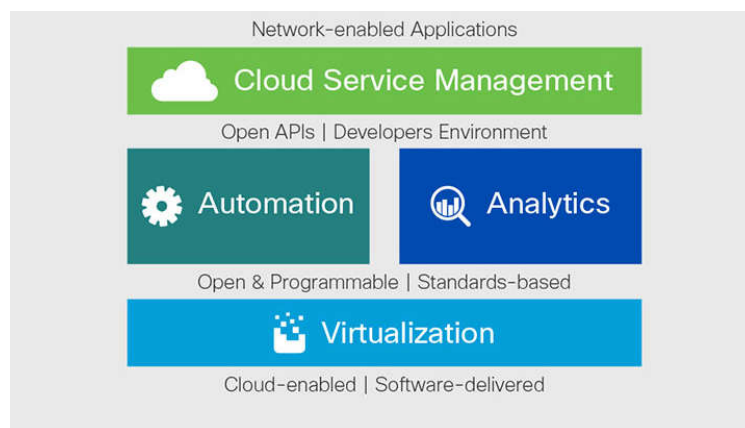 Network-enabled Applications
Cloud Service Management
Open APIs | Developers Environment
Automation
Analytics
Open & Programmable | Standards-based
Virtualization
Cloud-enabled | Software-delivered